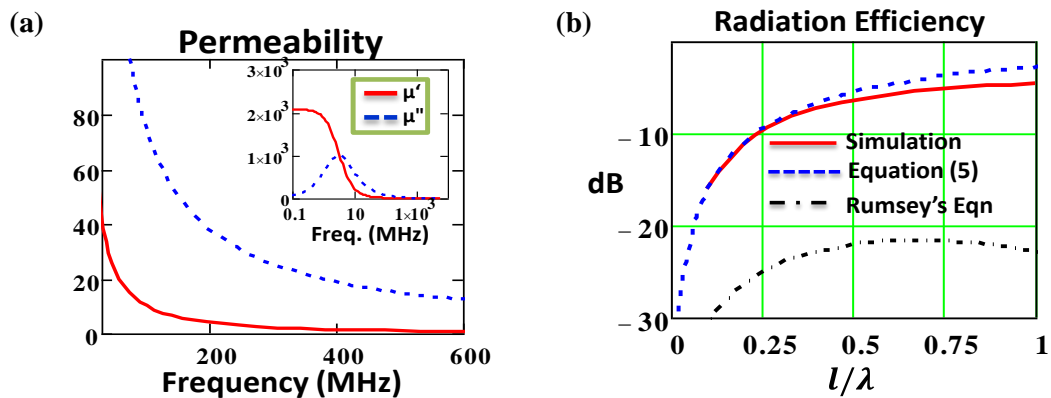 (a)
Permeability
80
60
40
20
0
200
400
600
Frequency (MHz)
3×10³
2×10³
1×10³
0
0.1
10
1×10³
Freq. (MHz)
μ‘
μ"
(b)
Radiation Efficiency
−10
dB
−20
−30
0
0.25
0.5
0.75
1
l/λ
Simulation
Equation (5)
Rumsey's Eqn